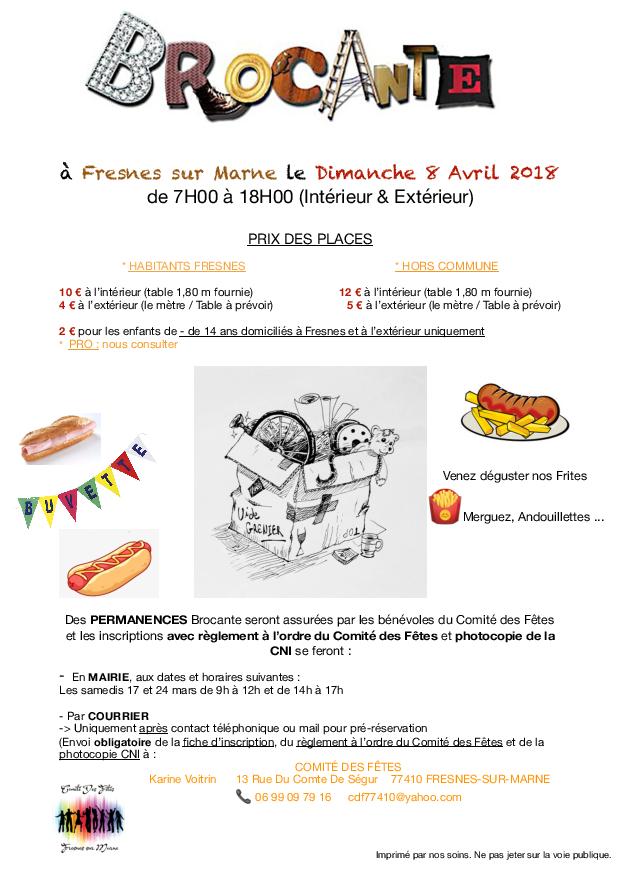 BROCANTE
à Fresnes sur Marne le Dimanche 8 Avril 2018
de 7H00 à 18H00 (Intérieur & Extérieur)
PRIX DES PLACES
* HABITANTS FRESNES
10 € à l'intérieur (table 1,80 m fournie)
4 € à l'extérieur (le mètre / Table à prévoir)
* HORS COMMUNE
12 € à l'intérieur (table 1,80 m fournie)
5 € à l'extérieur (le mètre / Table à prévoir)
2 € pour les enfants de - de 14 ans domiciliés à Fresnes et à l'extérieur uniquement
* PRO : nous consulter
BUVETTE
Vide
GRENIER
Venez déguster nos Frites
Merguez, Andouillettes ...
Des PERMANENCES Brocante seront assurées par les bénévoles du Comité des Fêtes
et les inscriptions avec règlement à l'ordre du Comité des Fêtes et photocopie de la
CNI se feront :
- En MAIRIE, aux dates et horaires suivantes :
Les samedis 17 et 24 mars de 9h à 12h et de 14h à 17h
- Par COURRIER
-> Uniquement après contact téléphonique ou mail pour pré-réservation
(Envoi obligatoire de la fiche d'inscription, du règlement à l'ordre du Comité des Fêtes et de la
photocopie CNI à :
COMITÉ DES FÊTES
Karine Voitrin 13 Rue Du Comte De Ségur 77410 FRESNES-SUR-MARNE
06 99 09 79 16 cdf77410@yahoo.com
Comité Des Fêtes
Fresnes sur Marne
Imprimé par nos soins. Ne pas jeter sur la voie publique.